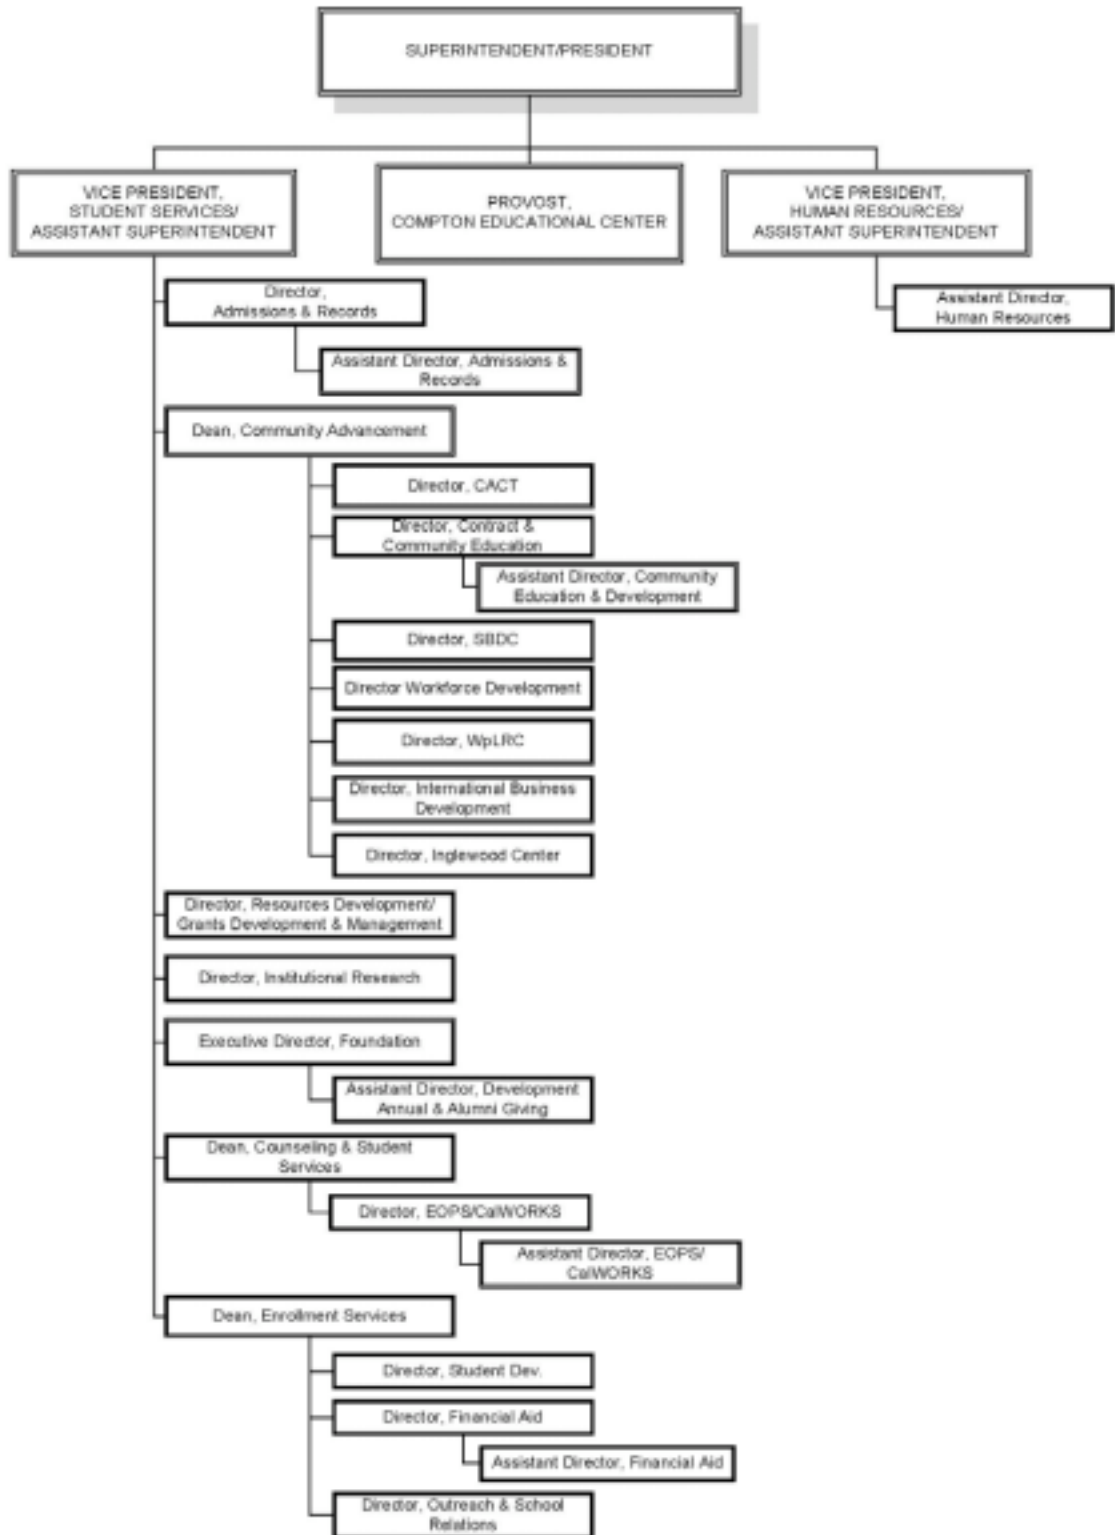 SUPERINTENDENT/PRESIDENT
VICE PRESIDENT,
STUDENT SERVICES/
ASSISTANT SUPERINTENDENT
PROVOST,
COMPTON EDUCATIONAL CENTER
VICE PRESIDENT,
HUMAN RESOURCES/
ASSISTANT SUPERINTENDENT
Director,
Admissions & Records
Assistant Director,
Human Resources
Assistant Director, Admissions &
Records
Dean, Community Advancement
Director, CACT
Director, Contract &
Community Education
Assistant Director, Community
Education & Development
Director, SBDC
Director Workforce Development
Director, WpLRC
Director, International Business
Development
Director, Inglewood Center
Director, Resources Development/
Grants Development & Management
Director, Institutional Research
Executive Director, Foundation
Assistant Director, Development
Annual & Alumni Giving
Dean, Counseling & Student
Services
Director, EOPS/CalWORKS
Assistant Director, EOPS/
CalWORKS
Dean, Enrollment Services
Director, Student Dev.
Director, Financial Aid
Assistant Director, Financial Aid
Director, Outreach & School
Relations